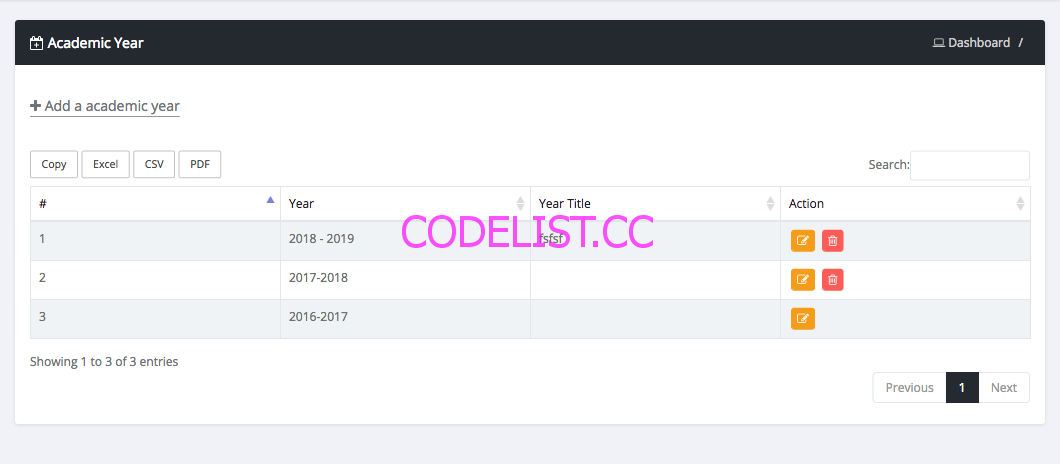 Academic Year
Dashboard /
Add a academic year
Copy Excel CSV PDF
Search:
# Year Year Title Action
CODELIST.CC
1 2018 - 2019 fsfsf
2 2017-2018
3 2016-2017
Showing 1 to 3 of 3 entries
Previous 1 Next